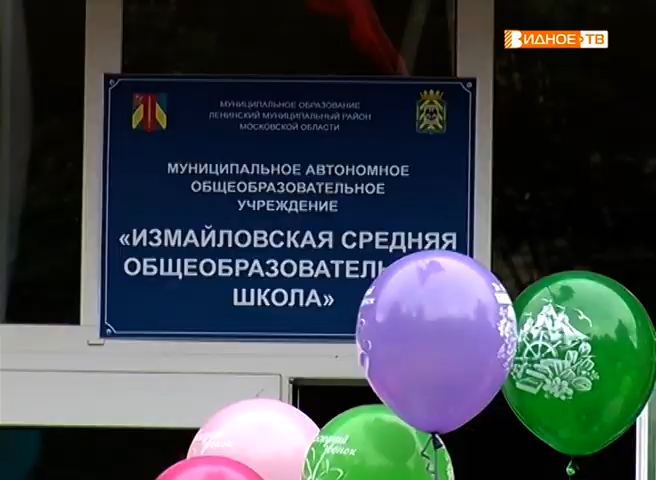 ВИДНОЕ-ТВ
МУНИЦИПАЛЬНОЕ ОБРАЗОВАНИЕ
ЛЕНИНСКИЙ МУНИЦИПАЛЬНЫЙ РАЙОН
МОСКОВСКОЙ ОБЛАСТИ
МУНИЦИПАЛЬНОЕ АВТОНОМНОЕ
ОБЩЕОБРАЗОВАТЕЛЬНОЕ
УЧРЕЖДЕНИЕ
«ИЗМАЙЛОВСКАЯ СРЕДНЯЯ
ОБЩЕОБРАЗОВАТЕЛЬ
ШКОЛА»